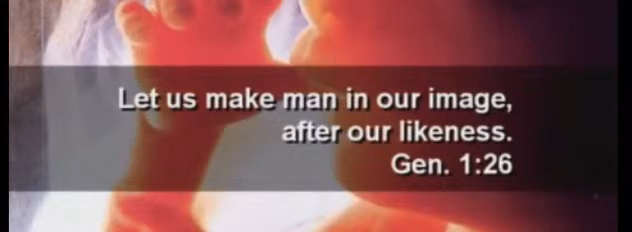 Let us make man in our image,
after our likeness.
Gen. 1:26